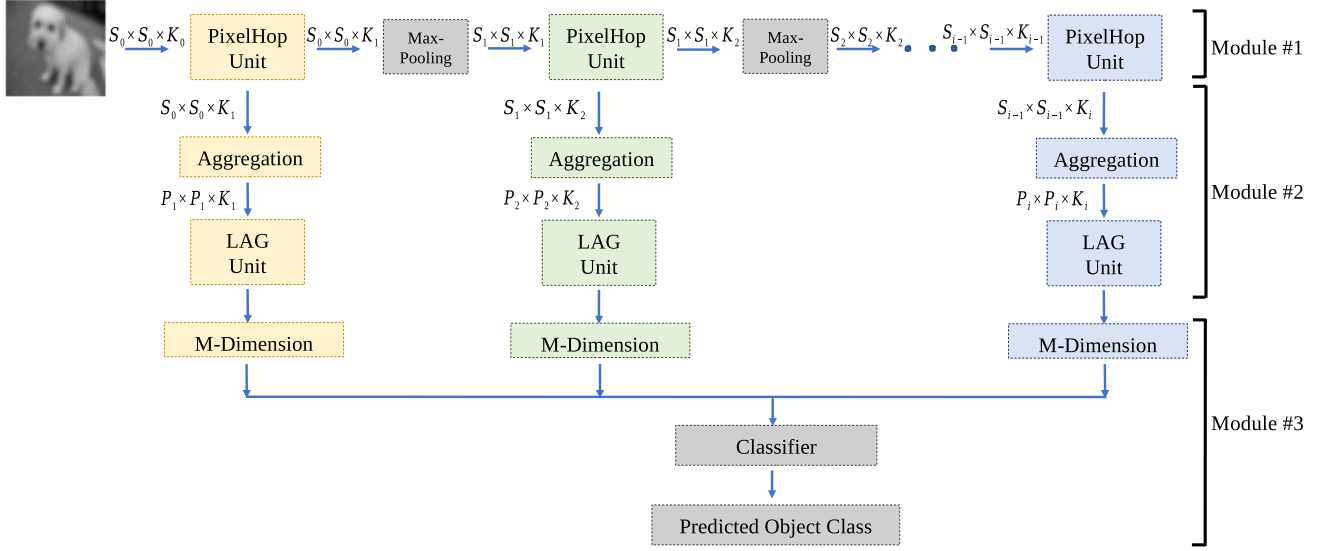 S₀×S₀×K₀
PixelHop
Unit
S₀×S₀×K₁
Max-
Pooling
S₁×S₁×K₁
PixelHop
Unit
S₁×S₁×K₂
Max-
Pooling
S₂×S₂×K₂
Sᵢ₋₁×Sᵢ₋₁×Kᵢ₋₁
PixelHop
Unit
Module #1
S₀×S₀×K₁
S₁×S₁×K₂
Sᵢ₋₁×Sᵢ₋₁×Kᵢ
Aggregation
Aggregation
Aggregation
Module #2
P₁×P₁×K₁
P₂×P₂×K₂
Pᵢ×Pᵢ×Kᵢ
LAG
Unit
LAG
Unit
LAG
Unit
M-Dimension
M-Dimension
M-Dimension
Module #3
Classifier
Predicted Object Class